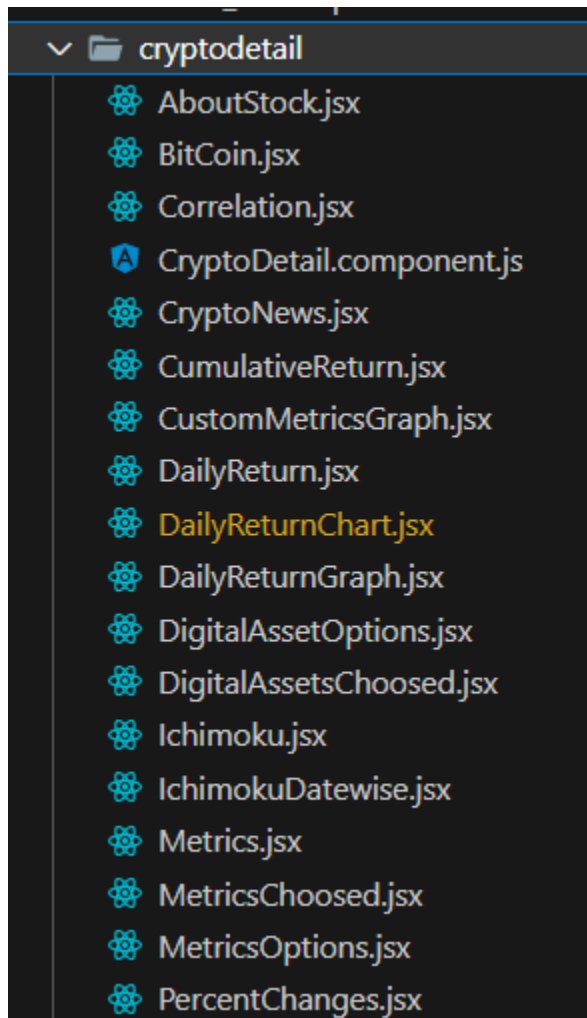 cryptodetail
AboutStock.jsx
BitCoin.jsx
Correlation.jsx
CryptoDetail.component.js
CryptoNews.jsx
CumulativeReturn.jsx
CustomMetricsGraph.jsx
DailyReturn.jsx
DailyReturnChart.jsx
DailyReturnGraph.jsx
DigitalAssetOptions.jsx
DigitalAssetsChoosed.jsx
Ichimoku.jsx
IchimokuDatewise.jsx
Metrics.jsx
MetricsChoosed.jsx
MetricsOptions.jsx
PercentChanges.jsx